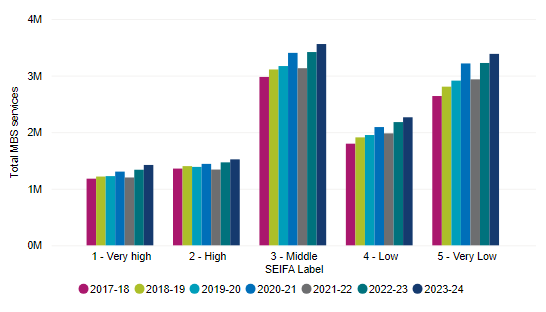 4M
3M
2M
1M
0M
Total MBS services
1 - Very high 2 - High 3 - Middle 4 - Low 5 - Very Low
SEIFA Label
2017-18 2018-19 2019-20 2020-21 2021-22 2022-23 2023-24